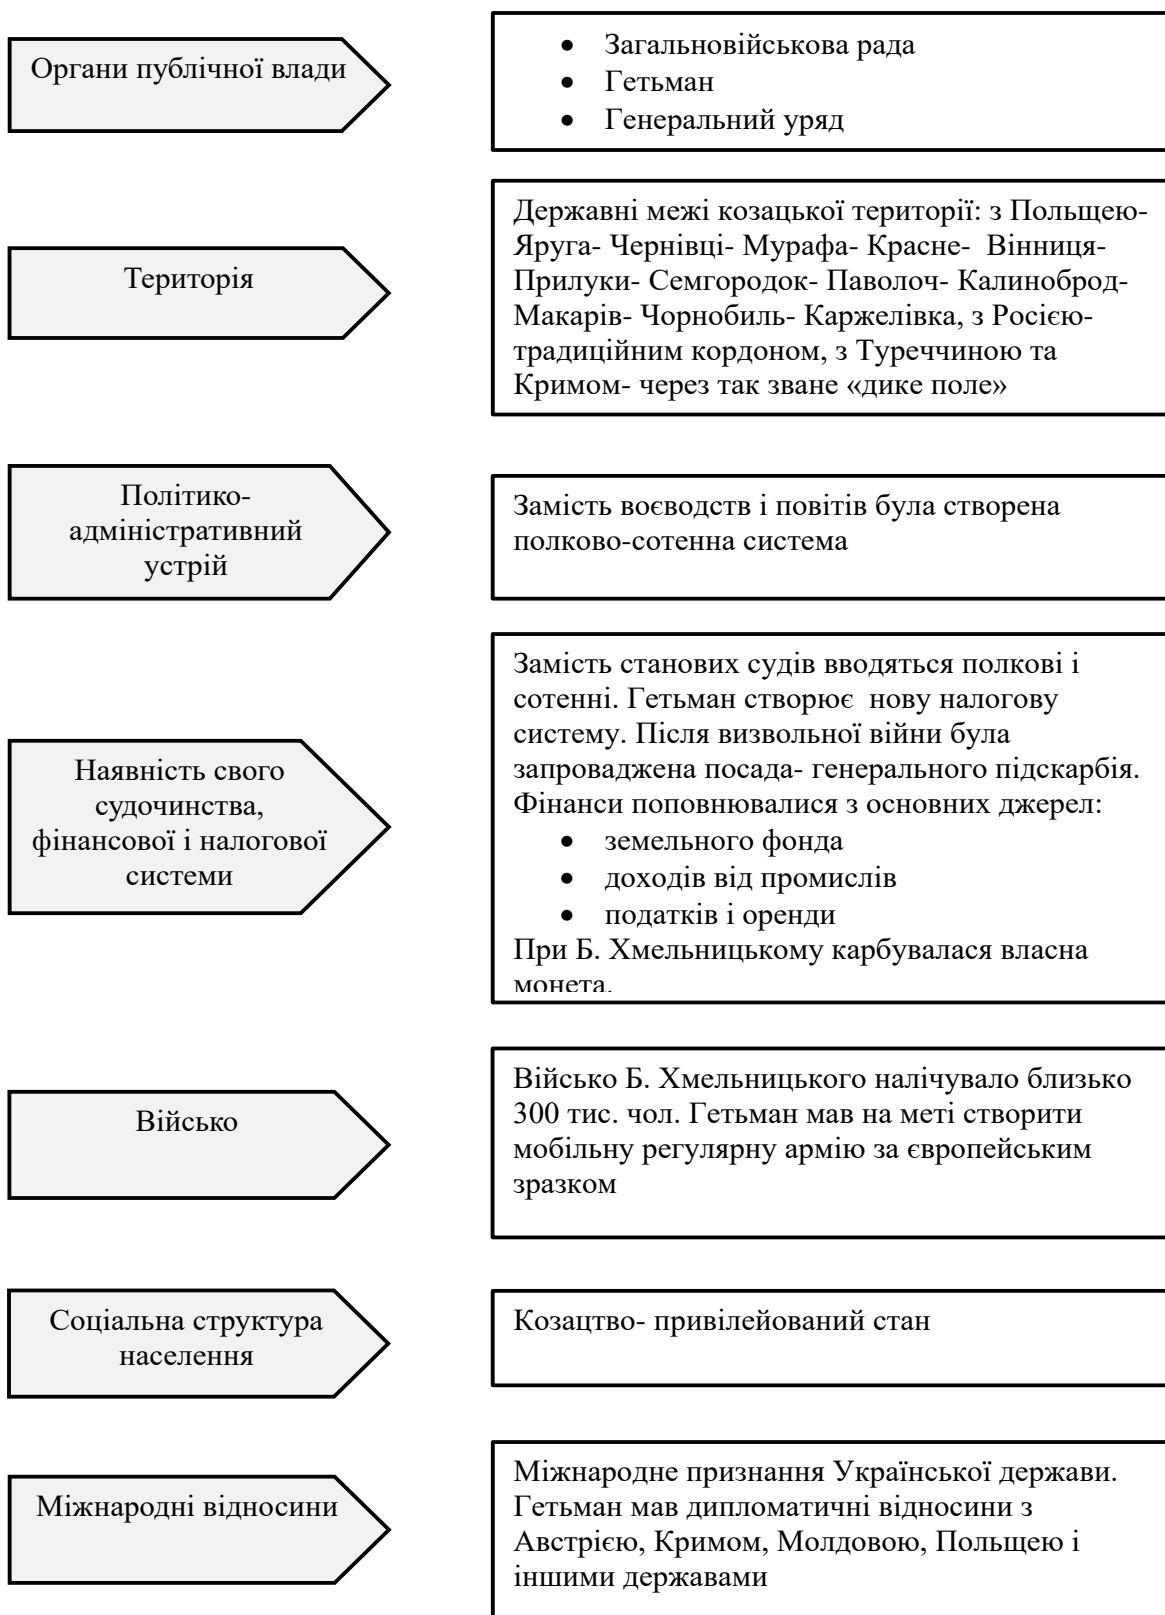 Органи публічної влади
• Загальновійськова рада
• Гетьман
• Генеральний уряд
Територія
Державні межі козацької території: з Польщею-
Яруга- Чернівці- Мурафа- Красне- Вінниця-
Прилуки- Семгородок- Паволоч- Калиноброд-
Макарів- Чорнобиль- Каржелівка, з Росією-
традиційним кордоном, з Туреччиною та
Кримом- через так зване «дике поле»
Політико-
адміністративний
устрій
Замість воєводств і повітів була створена
полково-сотенна система
Наявність свого
судочинства,
фінансової і налогової
системи
Замість станових судів вводяться полкові і
сотенні. Гетьман створює  нову налогову
систему. Після визвольної війни була
запроваджена посада- генерального підскарбія.
Фінанси поповнювалися з основних джерел:
• земельного фонда
• доходів від промислів
• податків і оренди
При Б. Хмельницькому карбувалася власна
монета.
Військо
Військо Б. Хмельницького налічувало близько
300 тис. чол. Гетьман мав на меті створити
мобільну регулярну армію за європейським
зразком
Соціальна структура
населення
Козацтво- привілейований стан
Міжнародні відносини
Міжнародне признання Української держави.
Гетьман мав дипломатичні відносини з
Австрією, Кримом, Молдовою, Польщею і
іншими державами